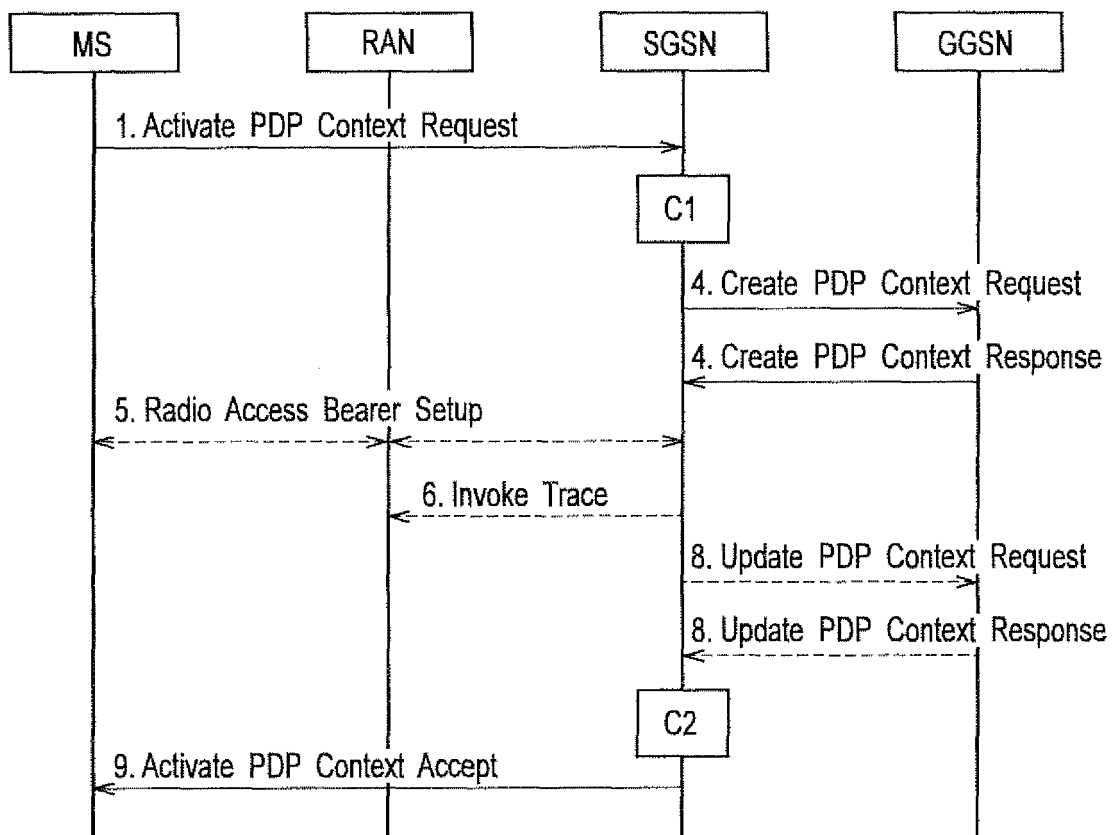 MS
RAN
SGSN
GGSN
1. Activate PDP Context Request
C1
4. Create PDP Context Request
4. Create PDP Context Response
5. Radio Access Bearer Setup
6. Invoke Trace
8. Update PDP Context Request
8. Update PDP Context Response
C2
9. Activate PDP Context Accept